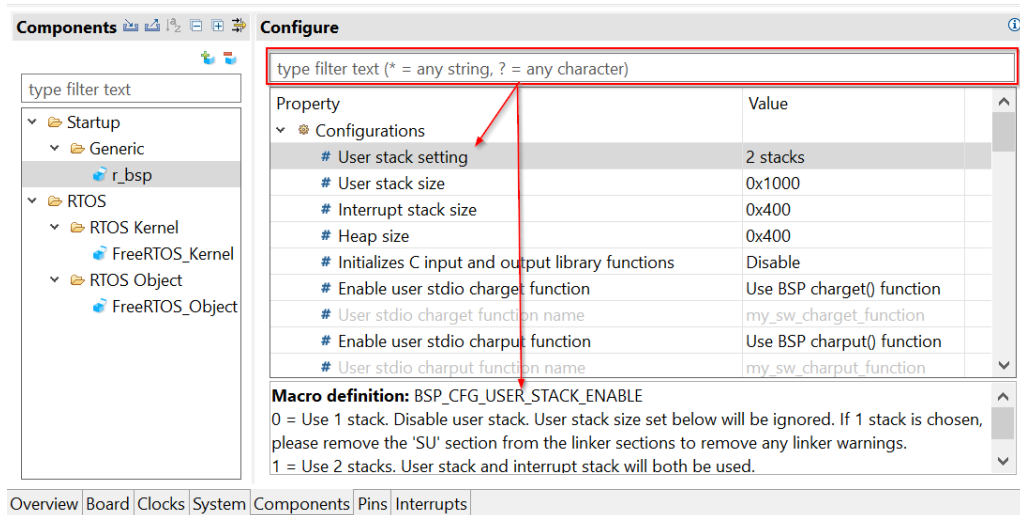 Components
Configure
type filter text
Startup
Generic
r_bsp
RTOS
RTOS Kernel
FreeRTOS_Kernel
RTOS Object
FreeRTOS_Object
type filter text (* = any string, ? = any character)
Property Value
Configurations
# User stack setting 2 stacks
# User stack size 0x1000
# Interrupt stack size 0x400
# Heap size 0x400
# Initializes C input and output library functions Disable
# Enable user stdio charget function Use BSP charget() function
# User stdio charget function name my_sw_charget_function
# Enable user stdio charput function Use BSP charput() function
# User stdio charput function name my_sw_charput_function
Macro definition: BSP_CFG_USER_STACK_ENABLE
0 = Use 1 stack. Disable user stack. User stack size set below will be ignored. If 1 stack is chosen,
please remove the 'SU' section from the linker sections to remove any linker warnings.
1 = Use 2 stacks. User stack and interrupt stack will both be used.
Overview Board Clocks System Components Pins Interrupts